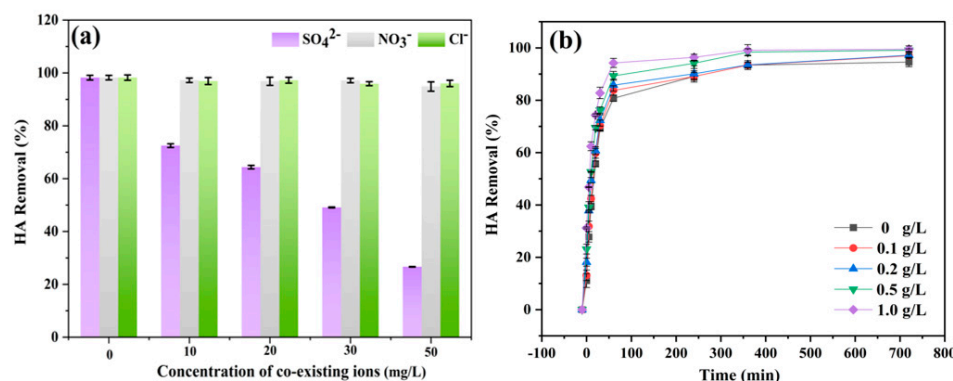 (a)
SO₄²⁻ NO₃⁻ Cl⁻
120
100
80
60
40
20
0
HA Removal (%)
0 10 20 30 50
Concentration of co-existing ions (mg/L)
(b)
100
80
60
40
20
0
HA Removal (%)
0 g/L
0.1 g/L
0.2 g/L
0.5 g/L
1.0 g/L
-100 0 100 200 300 400 500 600 700 800
Time (min)